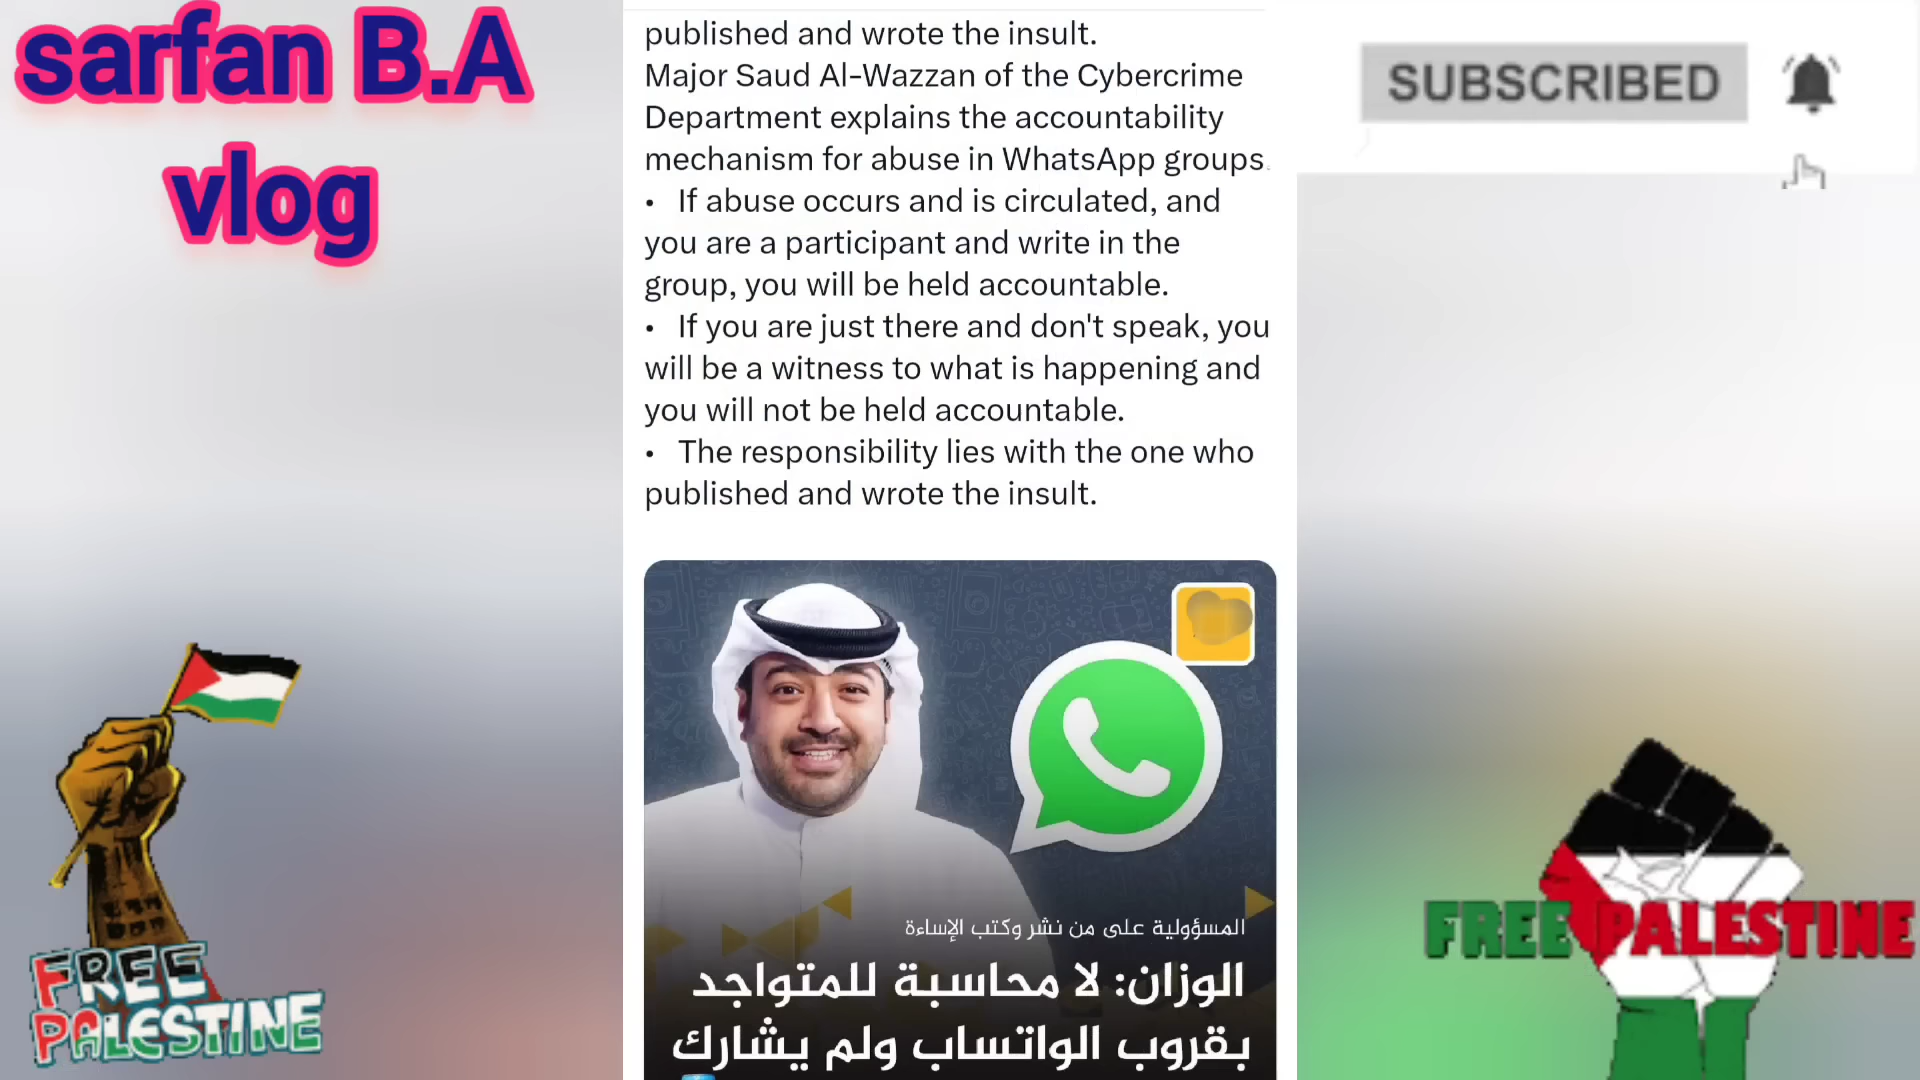 sarfan B.A
vlog
published and wrote the insult.
Major Saud Al-Wazzan of the Cybercrime
Department explains the accountability
mechanism for abuse in WhatsApp groups.
• If abuse occurs and is circulated, and
you are a participant and write in the
group, you will be held accountable.
• If you are just there and don't speak, you
will be a witness to what is happening and
you will not be held accountable.
• The responsibility lies with the one who
published and wrote the insult.
SUBSCRIBED
المسؤولية على من نشر وكتب الإساءة
الوزان: لا محاسبة للمتواجد
بقروب الواتساب ولم يشارك
FREE
PALESTINE
FREE PALESTINE